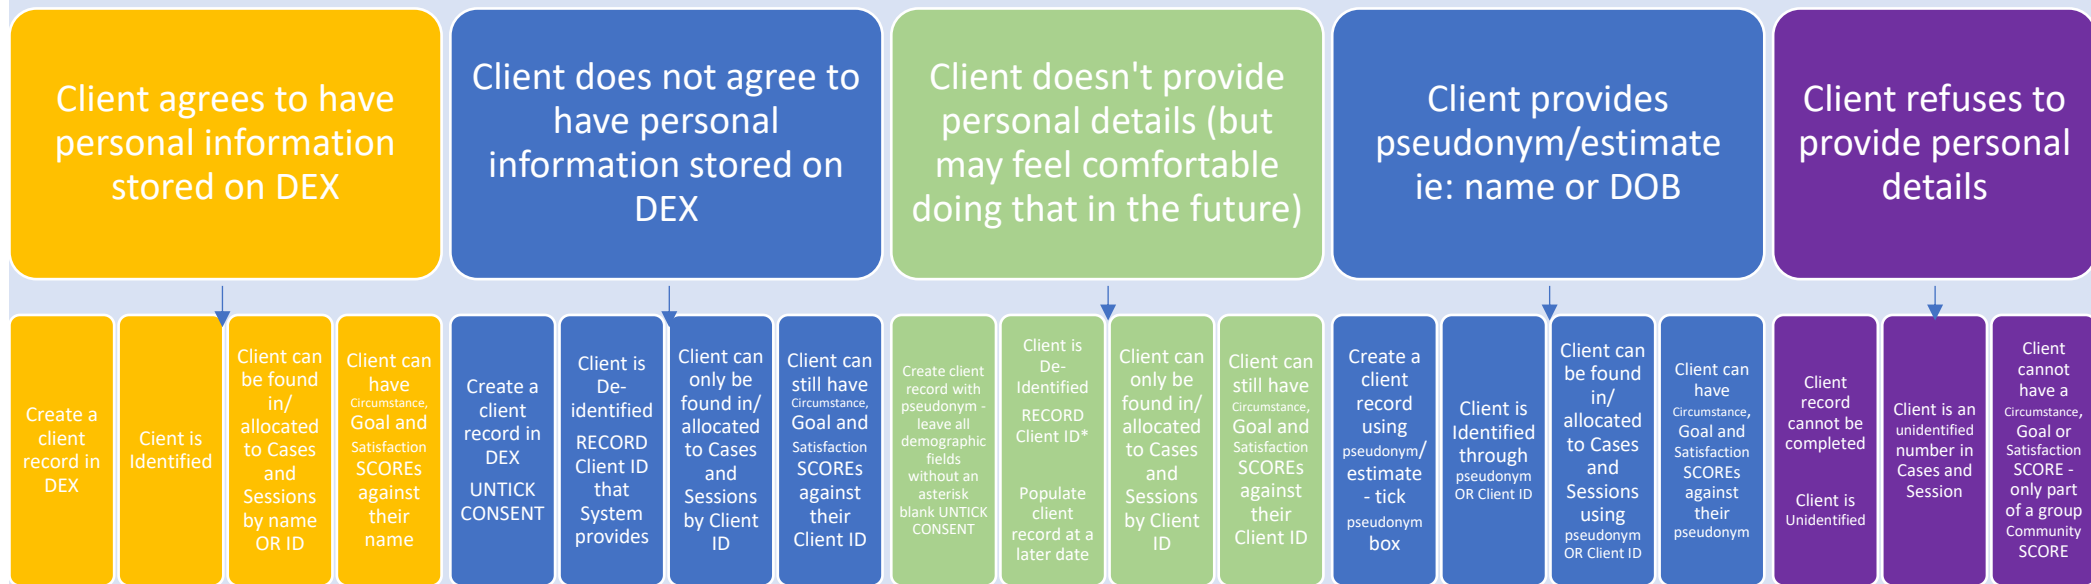 Client agrees to have
personal information
stored on DEX
Client does not agree to
have personal
information stored on
DEX
Client doesn't provide
personal details (but
may feel comfortable
doing that in the future)
Client provides
pseudonym/estimate
ie: name or DOB
Client refuses to
provide personal
details
Create a
client
record in
DEX
Cient is
Identified
Client can
be found
in/
allocated
to Cases
and
Sessions
by name
OR ID
Client can
have
Circumstance,
Goal and
Satisfaction
SCOREs
against
their
name
Create a
client
record in
DEX
UNTICK
CONSENT
Client is
De-
identified
RECORD
Client ID
that
System
provides
Client can
only be
found in/
allocated
to Cases
and
Sessions
by Client
ID
Client can
still have
Circumstance,
Goal and
Satisfaction
SCOREs
against
their
Client ID
Create client
record with
pseudonym -
leave all
demographic
fields
without an
asterisk
blank UNTICK
CONSENT
Client is
De-
Identified
RECORD
Client ID*
Populate
client
record at a
later date
Client can
only be
found in/
allocated
to Cases
and
Sessions
by Client
ID
Client can
still have
Circumstance,
Goal and
Satisfaction
SCOREs
against
their
Client ID
Create a
client
record
using
pseudonym/
estimate
- tick
pseudonym
box
Client is
Identified
through
pseudonym
OR Client ID
Client can
be found
in/
allocated
to Cases
and
Sessions
using
pseudonym
OR Client ID
Client can
have
Circumstance,
Goal and
Satisfaction
SCOREs
against
their
pseudonym
Client
record
cannot be
completed
Client is
Unidentified
Client is an
unidentified
number in
Cases and
Session
Client
cannot
have a
Circumstance,
Goal or
Satisfaction
SCORE -
only part
of a group
Community
SCORE